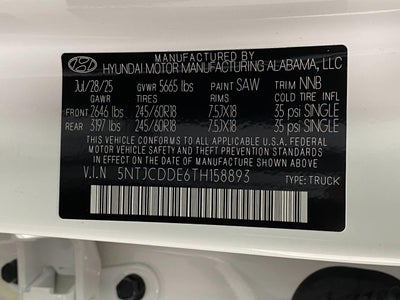 MANUFACTURED BY
HYUNDAI MOTOR MANUFACTURING ALABAMA, LLC
Jul/28/25 GVWR 5665 lbs PAINT SAW TRIM NNB
GAWR TIRES RIMS COLD TIRE INFL
FRONT 2646 lbs 245/60R18 7.5JX18 35 psi SINGLE
REAR 3197 lbs 245/60R18 7.5JX18 35 psi SINGLE
THIS VEHICLE CONFORMS TO ALL APPLICABLE U.S.A. FEDERAL
MOTOR VEHICLE SAFETY AND THEFT PREVENTION STANDARDS
IN EFFECT ON THE DATE OF MANUFACTURE SHOWN ABOVE.
V.I.N 5NTJCDDE6TH158893 TYPE: TRUCK